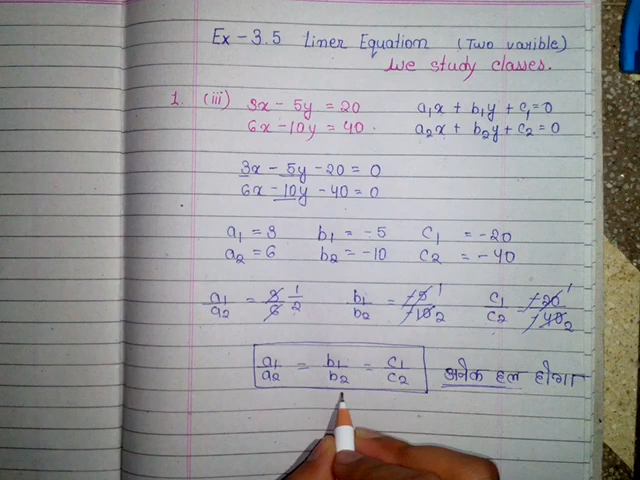 Ex - 3.5 Liner Equation (Two varible)
We study classes.
1. (iii) 3x - 5y = 20 a₁x + b₁y + c₁ = 0
6x - 10y = 40. a₂x + b₂y + c₂ = 0
3x - 5y - 20 = 0
6x - 10y - 40 = 0
a₁ = 3 b₁ = -5 c₁ = -20
a₂ = 6 b₂ = -10 c₂ = -40
a₁/a₂ = 3/6 1/2 b₁/b₂ = -5/-10 1/2 c₁/c₂ = -20/-40 1/2
a₁/a₂ = b₁/b₂ = c₁/c₂ अनेक हल होगा